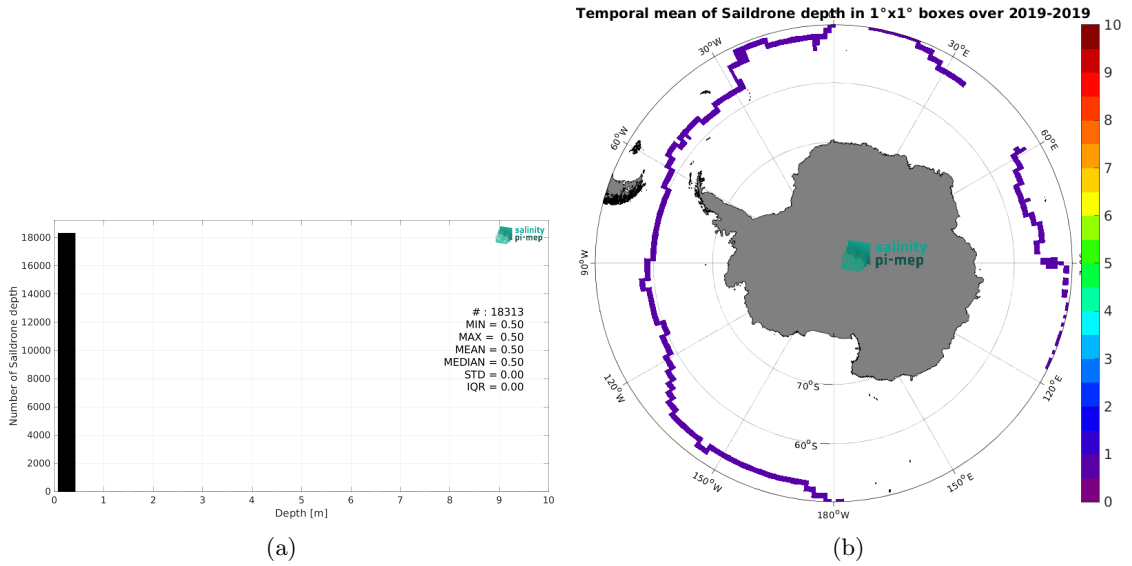 18000
16000
14000
12000
10000
8000
6000
4000
2000
0
Number of Saildrone depth
0 1 2 3 4 5 6 7 8 9 10
Depth [m]
salinity
pi-mep
# : 18313
MIN = 0.50
MAX = 0.50
MEAN = 0.50
MEDIAN = 0.50
STD = 0.00
IQR = 0.00
(a)
Temporal mean of Saildrone depth in 1°x1° boxes over 2019-2019
0°
30°W
30°E
60°W
60°E
90°W
120°W
120°E
150°W
150°E
180°W
70°S
60°S
salinity
pi-mep
10
9
8
7
6
5
4
3
2
1
0
(b)